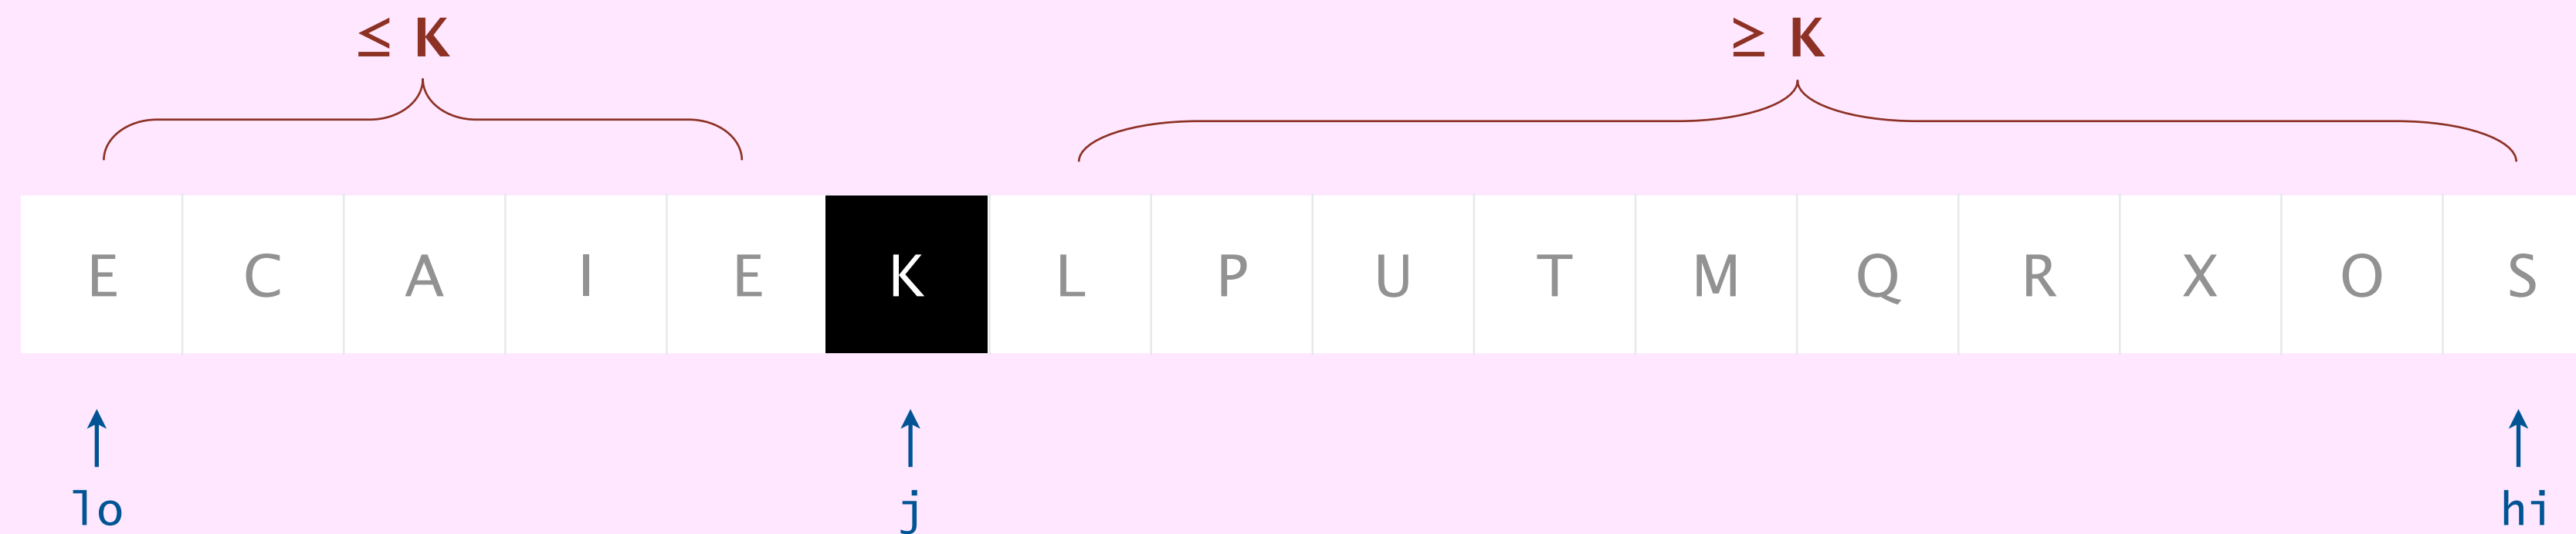 ≤ K ≥ K
E C A I E K L P U T M Q R X O S
lo j hi